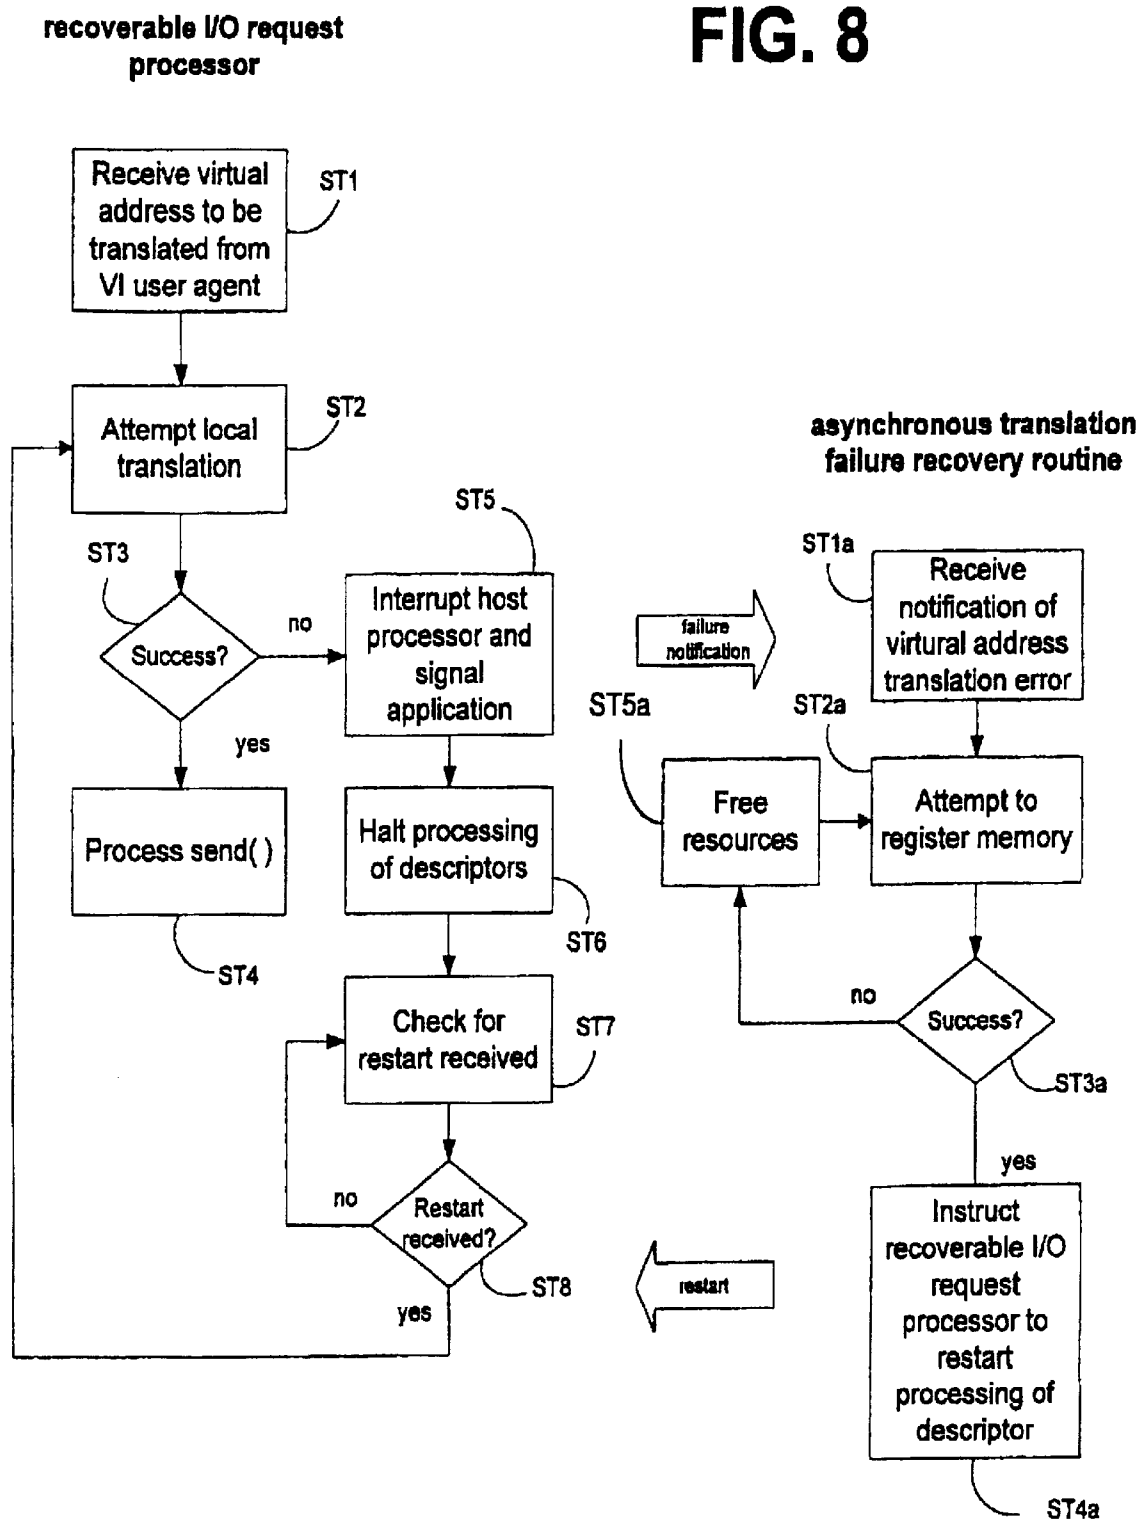 recoverable I/O request
processor
FIG. 8
Receive virtual
address to be
translated from
VI user agent
ST1
Attempt local
translation
ST2
ST3
Success?
no
yes
Process send( )
ST4
ST5
Interrupt host
processor and
signal
application
Halt processing
of descriptors
ST6
Check for
restart received
ST7
Restart
received?
no
yes
ST8
failure
notification
restart
asynchronous translation
failure recovery routine
ST1a
Receive
notification of
virtural address
translation error
ST2a
Attempt to
register memory
ST5a
Free
resources
Success?
no
ST3a
yes
Instruct
recoverable I/O
request
processor to
restart
processing of
descriptor
ST4a